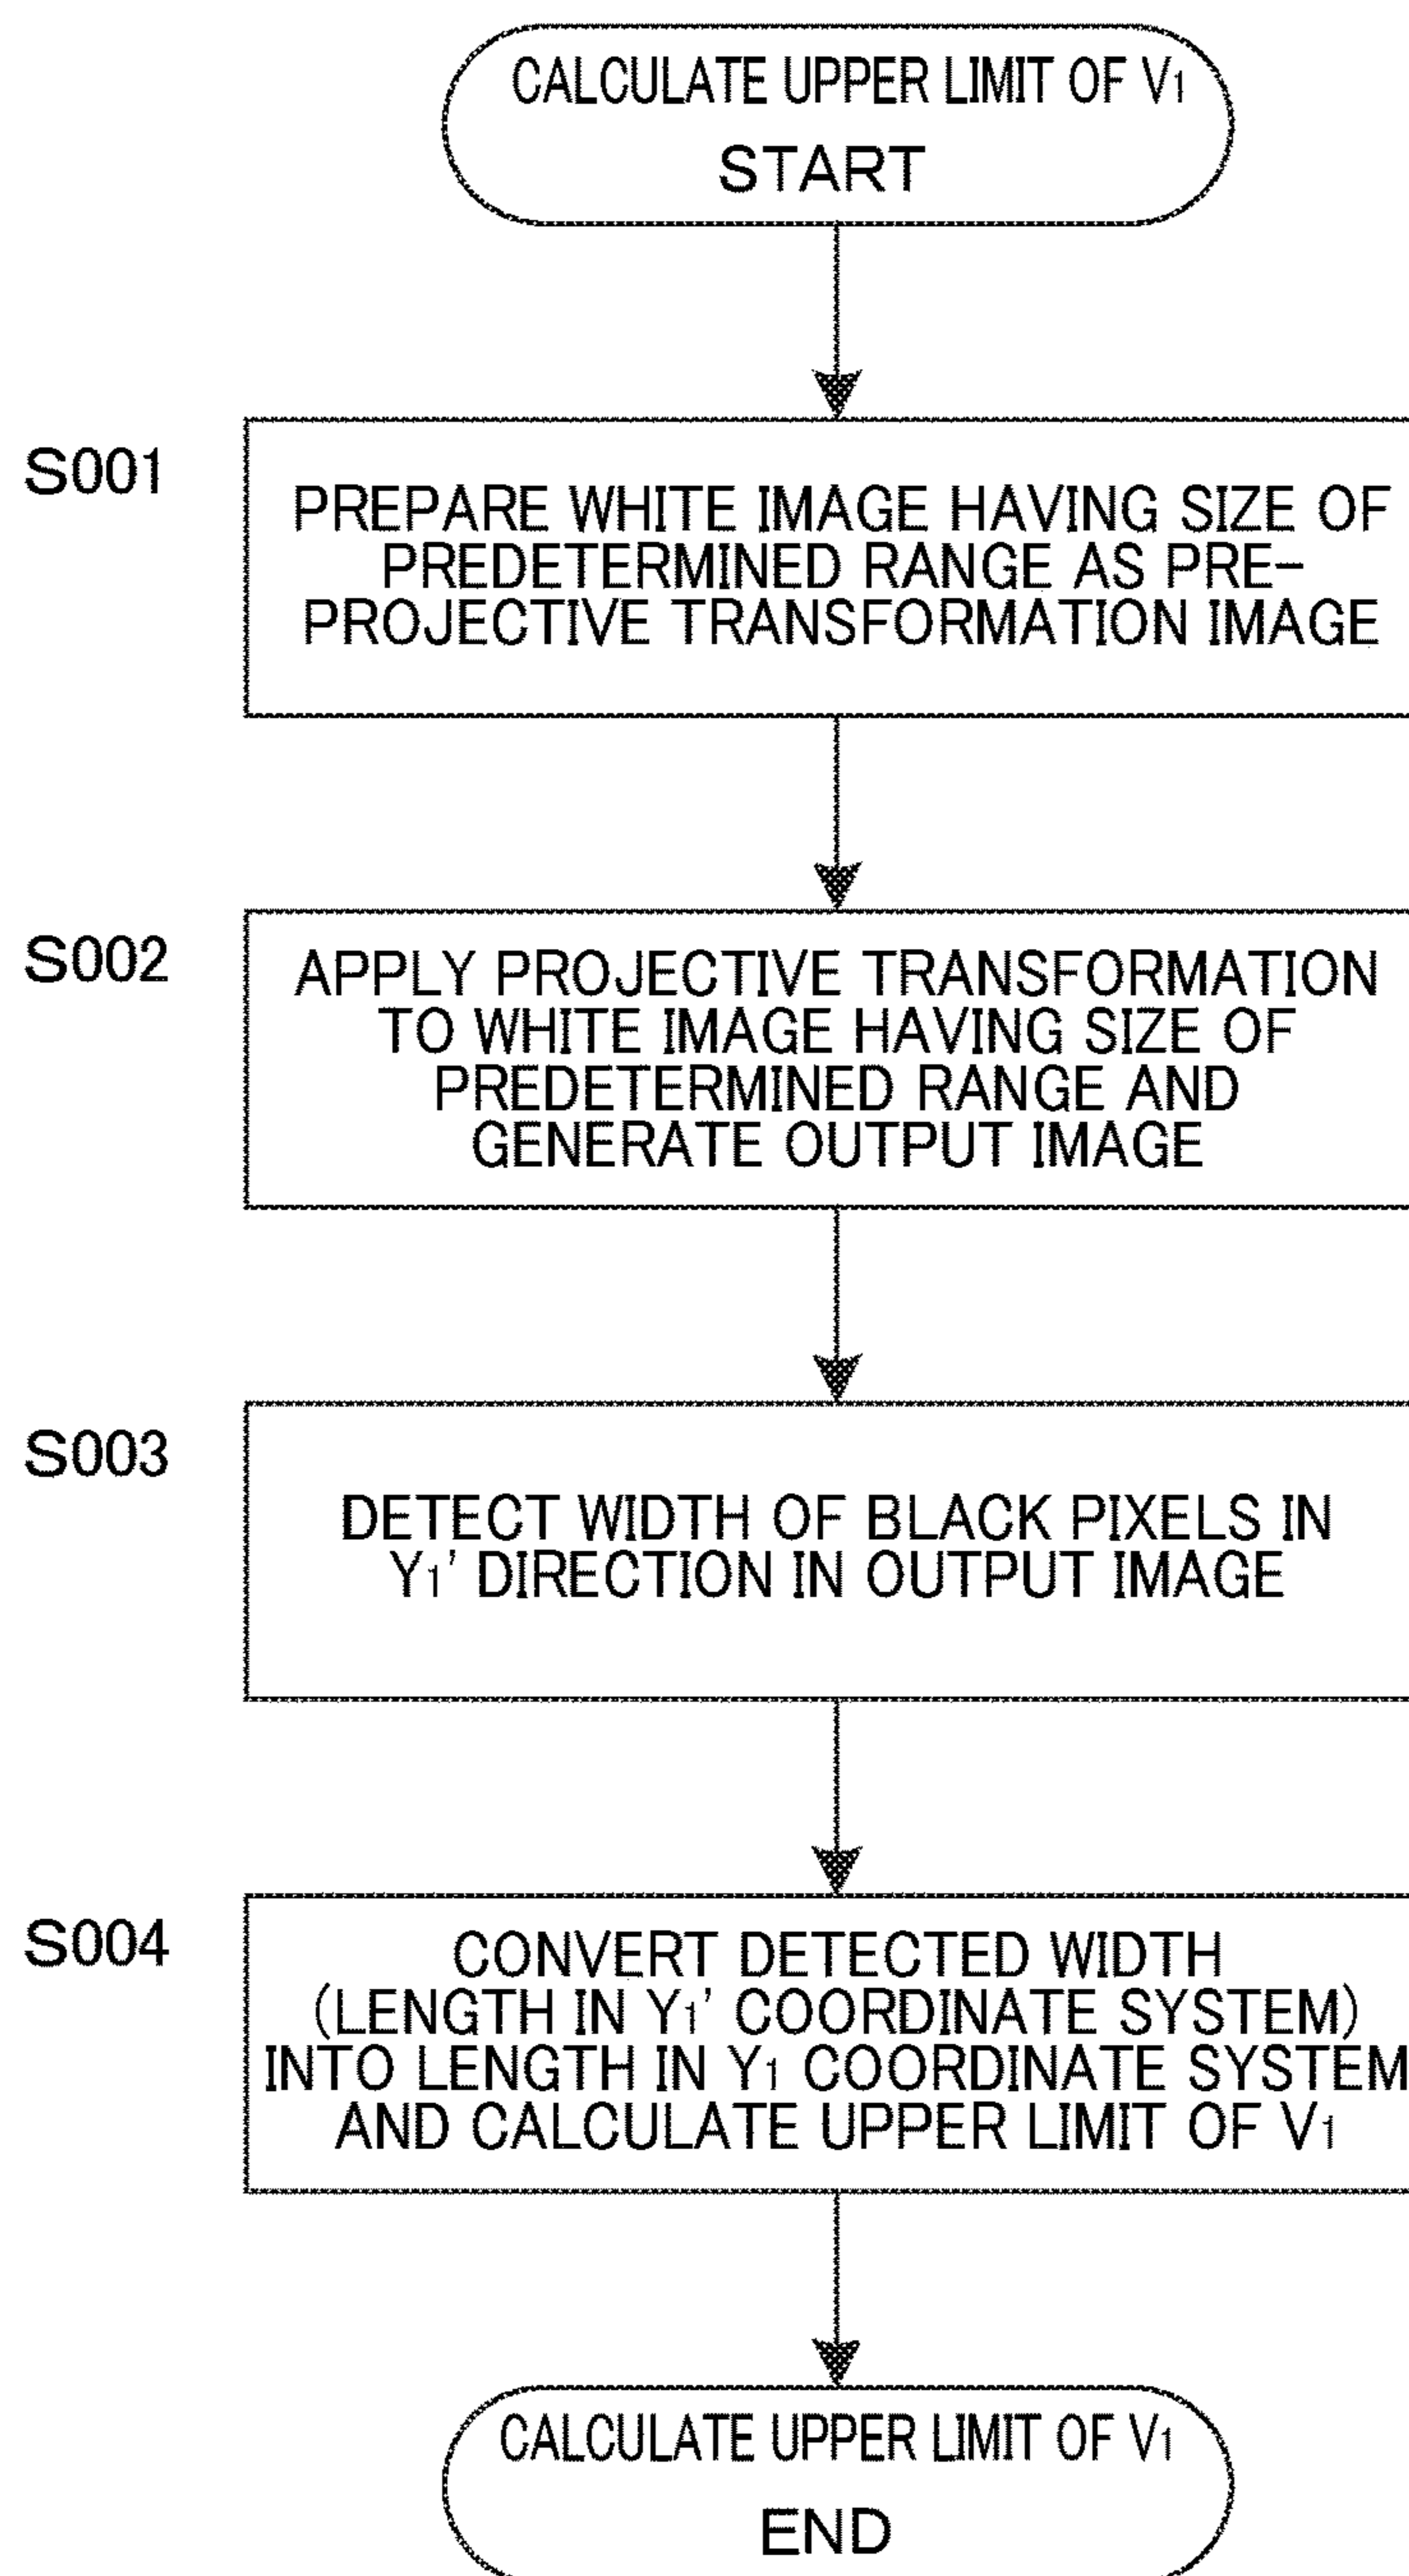 CALCULATE UPPER LIMIT OF V1
START
S001
PREPARE WHITE IMAGE HAVING SIZE OF
PREDETERMINED RANGE AS PRE-
PROJECTIVE TRANSFORMATION IMAGE
S002
APPLY PROJECTIVE TRANSFORMATION
TO WHITE IMAGE HAVING SIZE OF
PREDETERMINED RANGE AND
GENERATE OUTPUT IMAGE
S003
DETECT WIDTH OF BLACK PIXELS IN
Y1' DIRECTION IN OUTPUT IMAGE
S004
CONVERT DETECTED WIDTH
(LENGTH IN Y1' COORDINATE SYSTEM)
INTO LENGTH IN Y1 COORDINATE SYSTEM
AND CALCULATE UPPER LIMIT OF V1
CALCULATE UPPER LIMIT OF V1
END